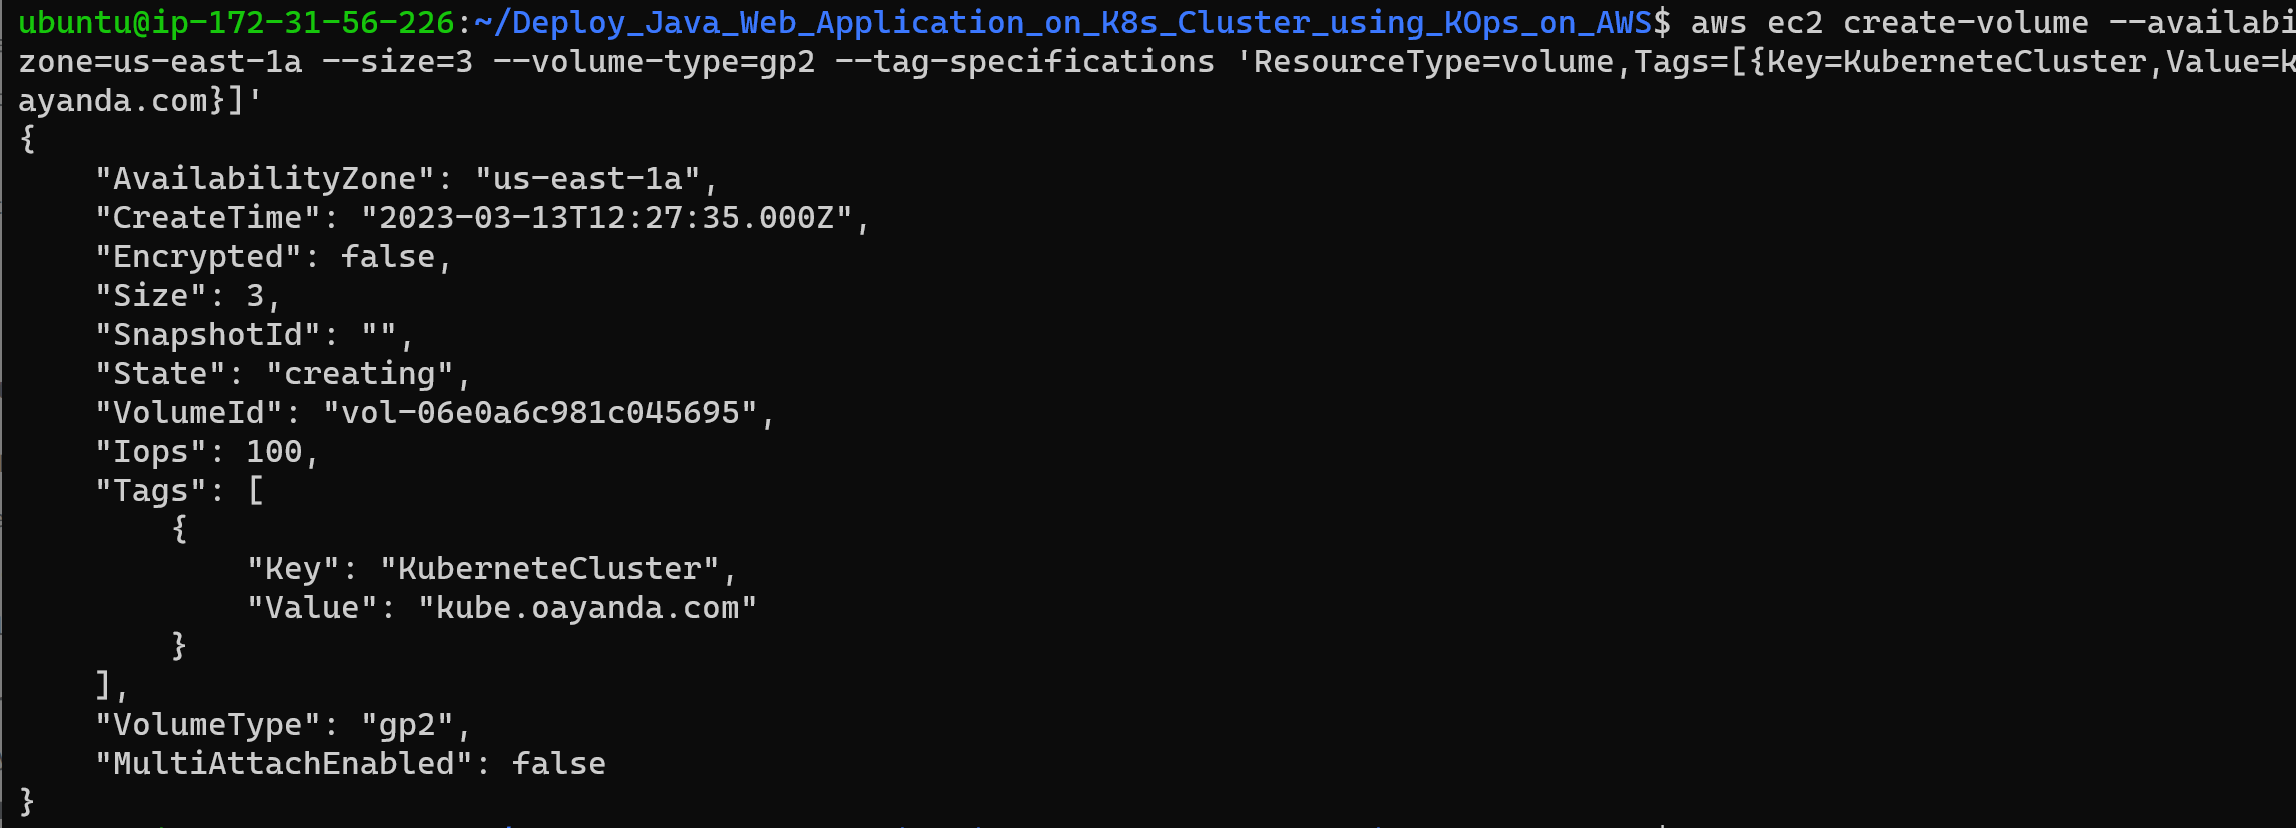 ubuntu@ip-172-31-56-226:~/Deploy_Java_Web_Application_on_K8s_Cluster_using_KOps_on_AWS$ aws ec2 create-volume --availabi
zone=us-east-1a --size=3 --volume-type=gp2 --tag-specifications 'ResourceType=volume,Tags=[{Key=KuberneteCluster,Value=k
ayanda.com}]'
{
    "AvailabilityZone": "us-east-1a",
    "CreateTime": "2023-03-13T12:27:35.000Z",
    "Encrypted": false,
    "Size": 3,
    "SnapshotId": "",
    "State": "creating",
    "VolumeId": "vol-06e0a6c981c045695",
    "Iops": 100,
    "Tags": [
        {
            "Key": "KuberneteCluster",
            "Value": "kube.oayanda.com"
        }
    ],
    "VolumeType": "gp2",
    "MultiAttachEnabled": false
}